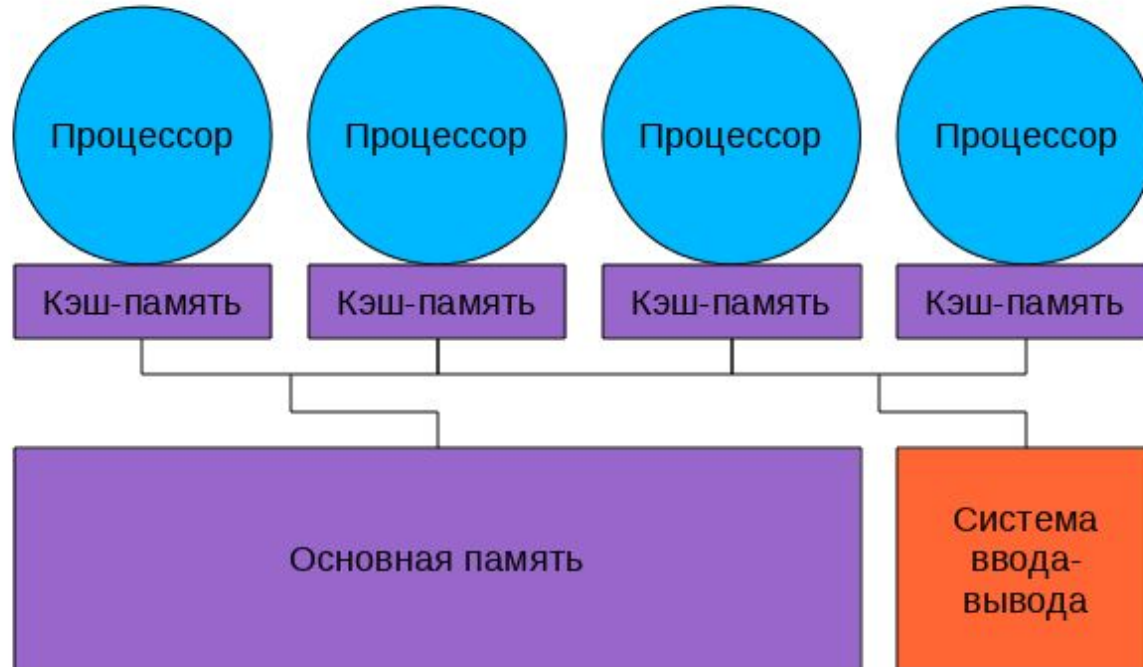 Процессор Процессор Процессор Процессор
Кэш-память Кэш-память Кэш-память Кэш-память
Основная память
Система
ввода-
вывода